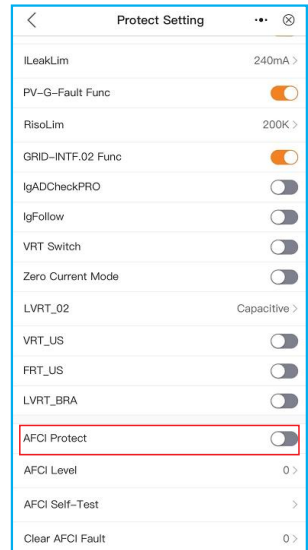 Protect Setting
ILeakLim 240mA >
PV-G-Fault Func
RisoLim 200K >
GRID-INTF.02 Func
IgADCheckPRO
IgFollow
VRT Switch
Zero Current Mode
LVRT_02 Capacitive >
VRT_US
FRT_US
LVRT_BRA
AFCI Protect
AFCI Level 0 >
AFCI Self-Test >
Clear AFCI Fault 0 >